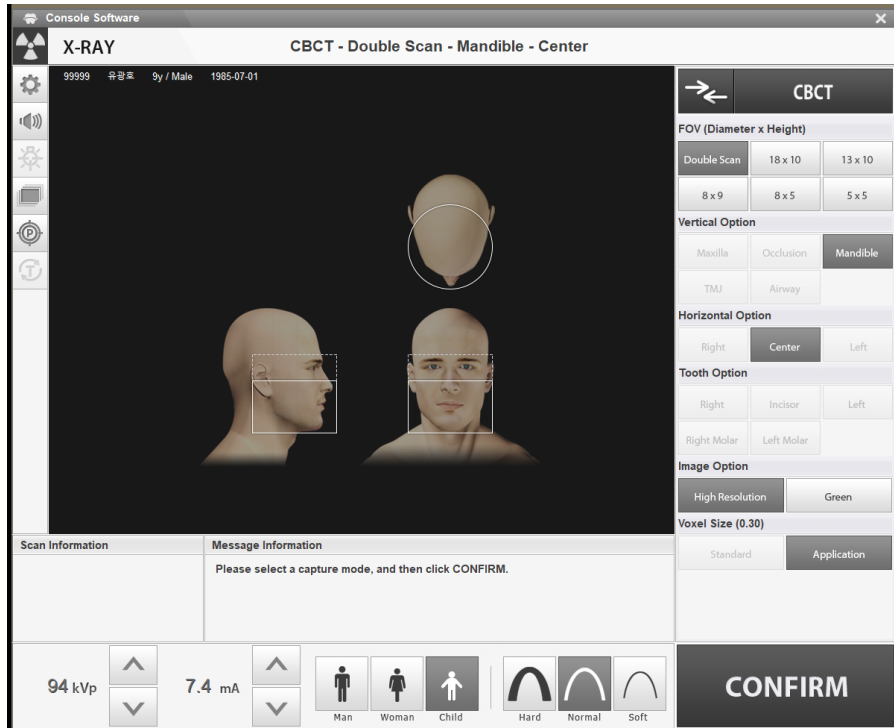 Console Software
X-RAY
CBCT - Double Scan - Mandible - Center
99999 유광호 9y / Male 1985-07-01
CBCT
FOV (Diameter x Height)
Double Scan 18 x 10 13 x 10
8 x 9 8 x 5 5 x 5
Vertical Option
Maxilla Occlusion Mandible
TMJ Airway
Horizontal Option
Right Center Left
Tooth Option
Right Incisor Left
Right Molar Left Molar
Image Option
High Resolution Green
Voxel Size (0.30)
Standard Application
Scan Information
Message Information
Please select a capture mode, and then click CONFIRM.
94 kVp
7.4 mA
Man Woman Child
Hard Normal Soft
CONFIRM